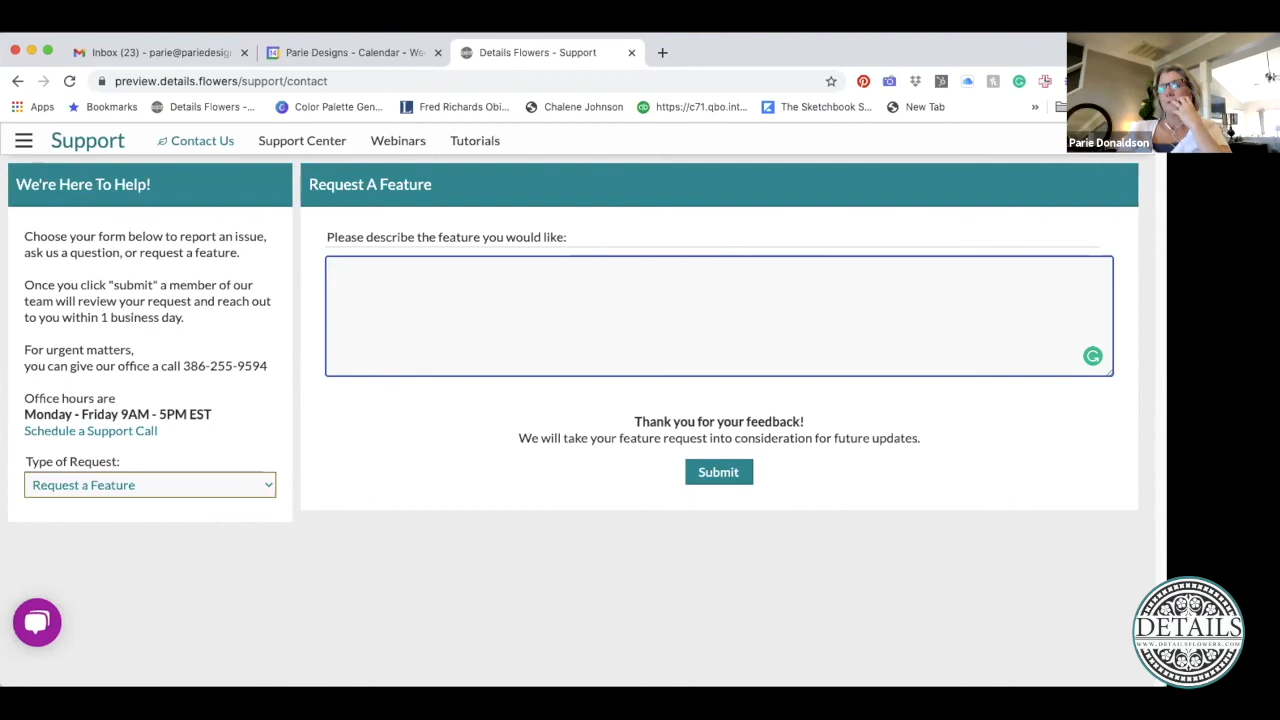 Inbox (23) - parie@pariedesign
Parie Designs - Calendar - We
Details Flowers - Support
preview.details.flowers/support/contact
Apps
Bookmarks
Details Flowers -...
Color Palette Gen...
Fred Richards Obi...
Chalene Johnson
https://c71.qbo.int...
The Sketchbook S...
New Tab
Parie Donaldson
Support
Contact Us
Support Center
Webinars
Tutorials
We're Here To Help!
Choose your form below to report an issue,
ask us a question, or request a feature.
Once you click "submit" a member of our
team will review your request and reach out
to you within 1 business day.
For urgent matters,
you can give our office a call 386-255-9594
Office hours are
Monday - Friday 9AM - 5PM EST
Schedule a Support Call
Type of Request:
Request a Feature
Request A Feature
Please describe the feature you would like:
Thank you for your feedback!
We will take your feature request into consideration for future updates.
Submit
DETAILS
WWW.DETAILSFLOWERS.COM